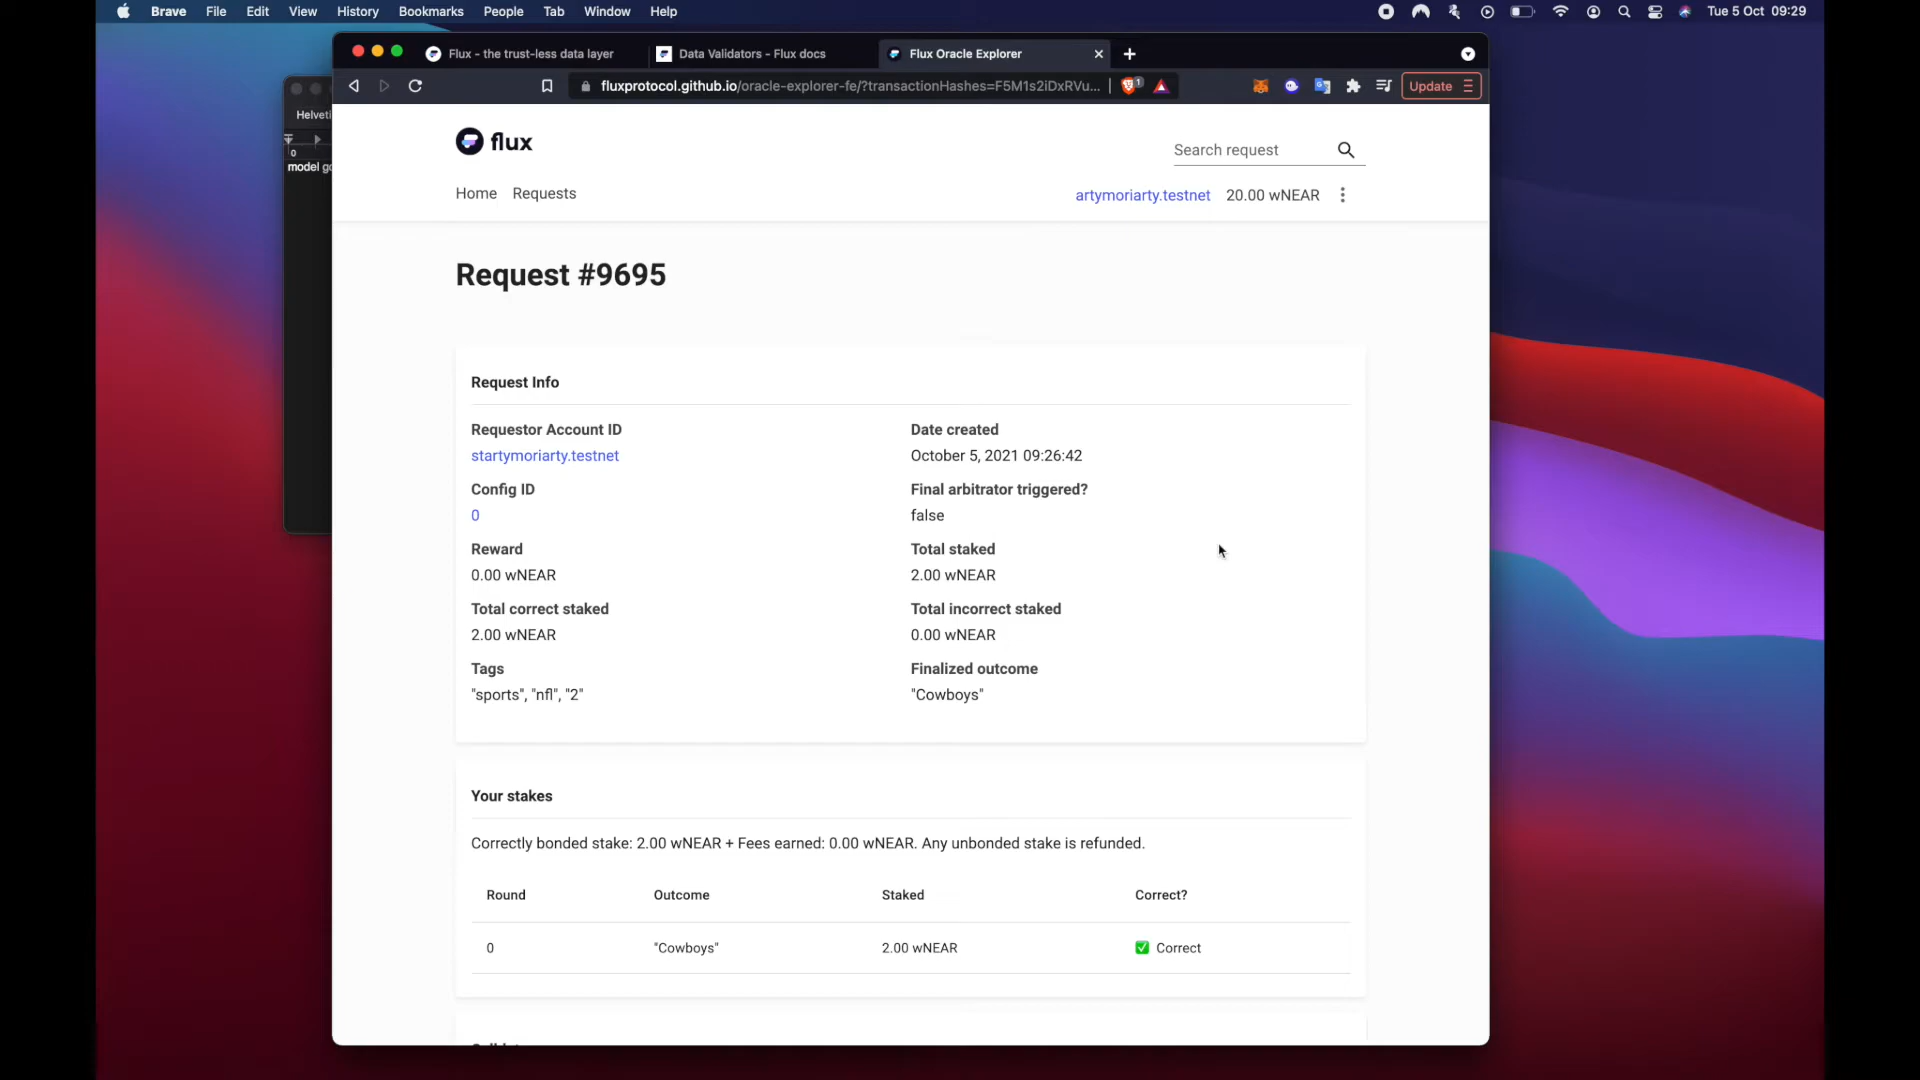 Brave File Edit View History Bookmarks People Tab Window Help
Tue 5 Oct 09:29
Flux - the trust-less data layer
Data Validators - Flux docs
Flux Oracle Explorer
fluxprotocol.github.io/oracle-explorer-fe/?transactionHashes=F5M1s2iDxRVu...
1
Update
Helveti
0
model go
flux
Search request
Home Requests
artymoriarty.testnet 20.00 wNEAR
Request #9695
Request Info
Requestor Account ID
startymoriarty.testnet
Date created
October 5, 2021 09:26:42
Config ID
0
Final arbitrator triggered?
false
Reward
0.00 wNEAR
Total staked
2.00 wNEAR
Total correct staked
2.00 wNEAR
Total incorrect staked
0.00 wNEAR
Tags
"sports", "nfl", "2"
Finalized outcome
"Cowboys"
Your stakes
Correctly bonded stake: 2.00 wNEAR + Fees earned: 0.00 wNEAR. Any unbonded stake is refunded.
Round Outcome Staked Correct?
0 "Cowboys" 2.00 wNEAR ✅ Correct